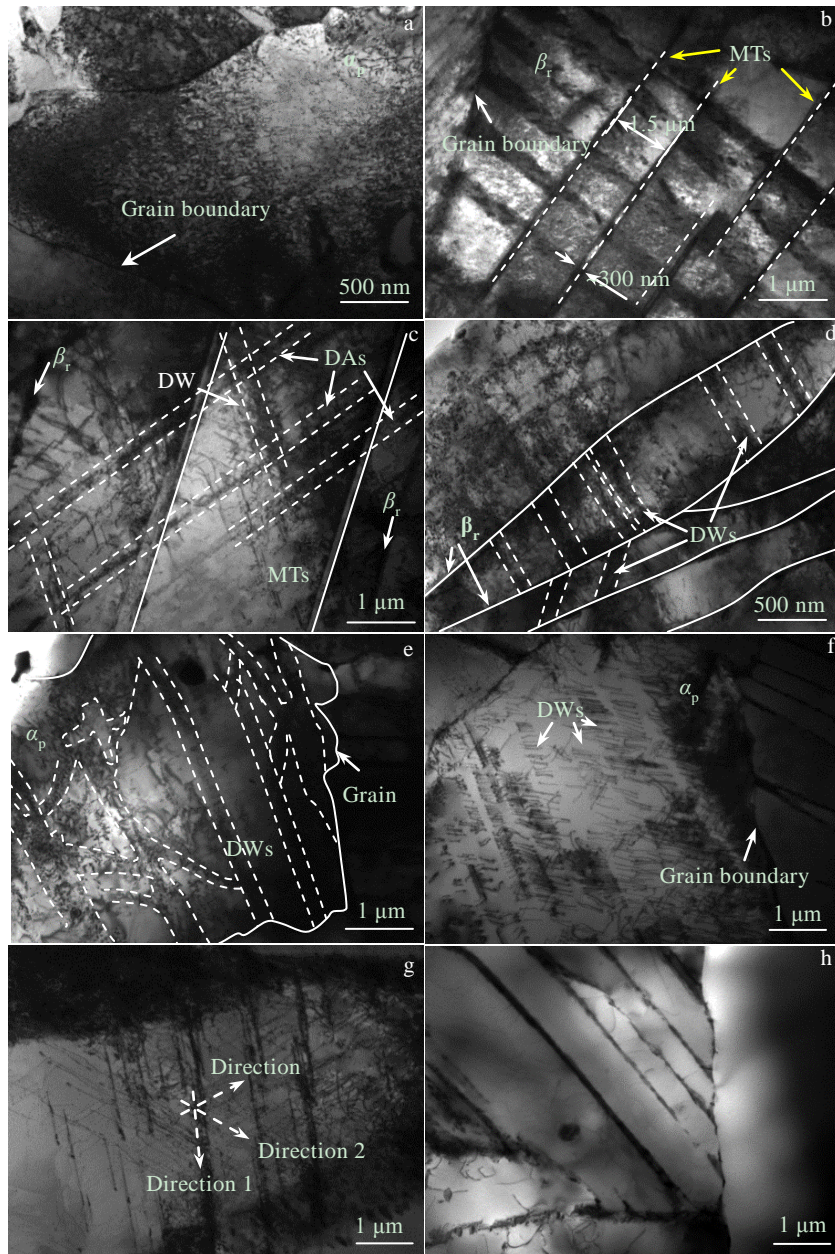 a
αp
Grain boundary
500 nm
b
MTs
βr
1.5 μm
Grain boundary
300 nm
1 μm
c
βr
DAs
DW
βr
MTs
1 μm
d
βr
DWs
500 nm
e
αp
Grain
DWs
1 μm
f
αp
DWs
Grain boundary
1 μm
g
Direction
Direction 2
Direction 1
1 μm
h
1 μm